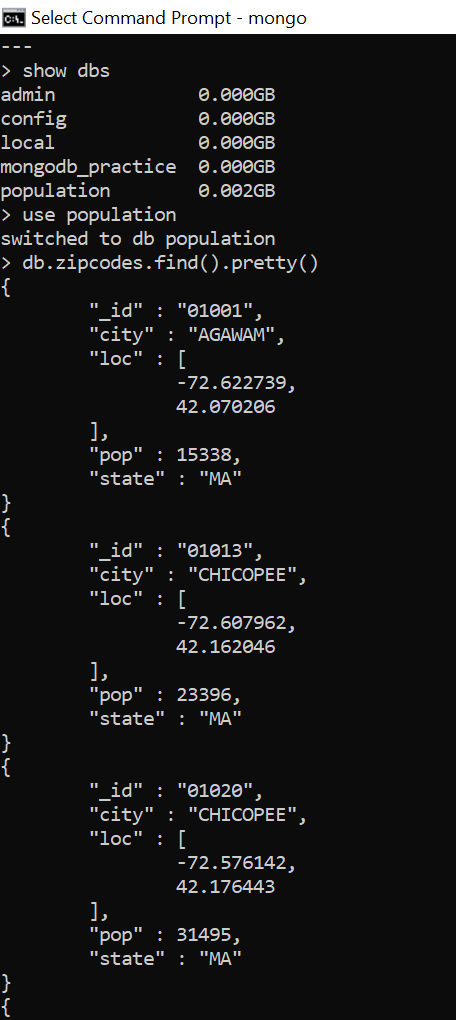 Select Command Prompt - mongo
---
> show dbs
admin              0.000GB
config             0.000GB
local              0.000GB
mongodb_practice   0.000GB
population         0.002GB
> use population
switched to db population
> db.zipcodes.find().pretty()
{
        "_id" : "01001",
        "city" : "AGAWAM",
        "loc" : [
                -72.622739,
                42.070206
        ],
        "pop" : 15338,
        "state" : "MA"
}
{
        "_id" : "01013",
        "city" : "CHICOPEE",
        "loc" : [
                -72.607962,
                42.162046
        ],
        "pop" : 23396,
        "state" : "MA"
}
{
        "_id" : "01020",
        "city" : "CHICOPEE",
        "loc" : [
                -72.576142,
                42.176443
        ],
        "pop" : 31495,
        "state" : "MA"
}
{